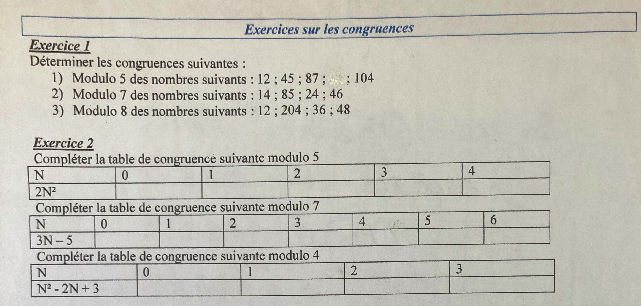 Exercices sur les congruences
Exercice 1
Déterminer les congruences suivantes :
1) Modulo 5 des nombres suivants : 12 ; 45 ; 87 ; ; 104
2) Modulo 7 des nombres suivants : 14 ; 85 ; 24 ; 46
3) Modulo 8 des nombres suivants : 12 ; 204 ; 36 ; 48
Exercice 2
Compléter la table de congruence suivante modulo 5
N 0 1 2 3 4
2N²
Compléter la table de congruence suivante modulo 7
N 0 1 2 3 4 5 6
3N – 5
Compléter la table de congruence suivante modulo 4
N 0 1 2 3
N² - 2N + 3